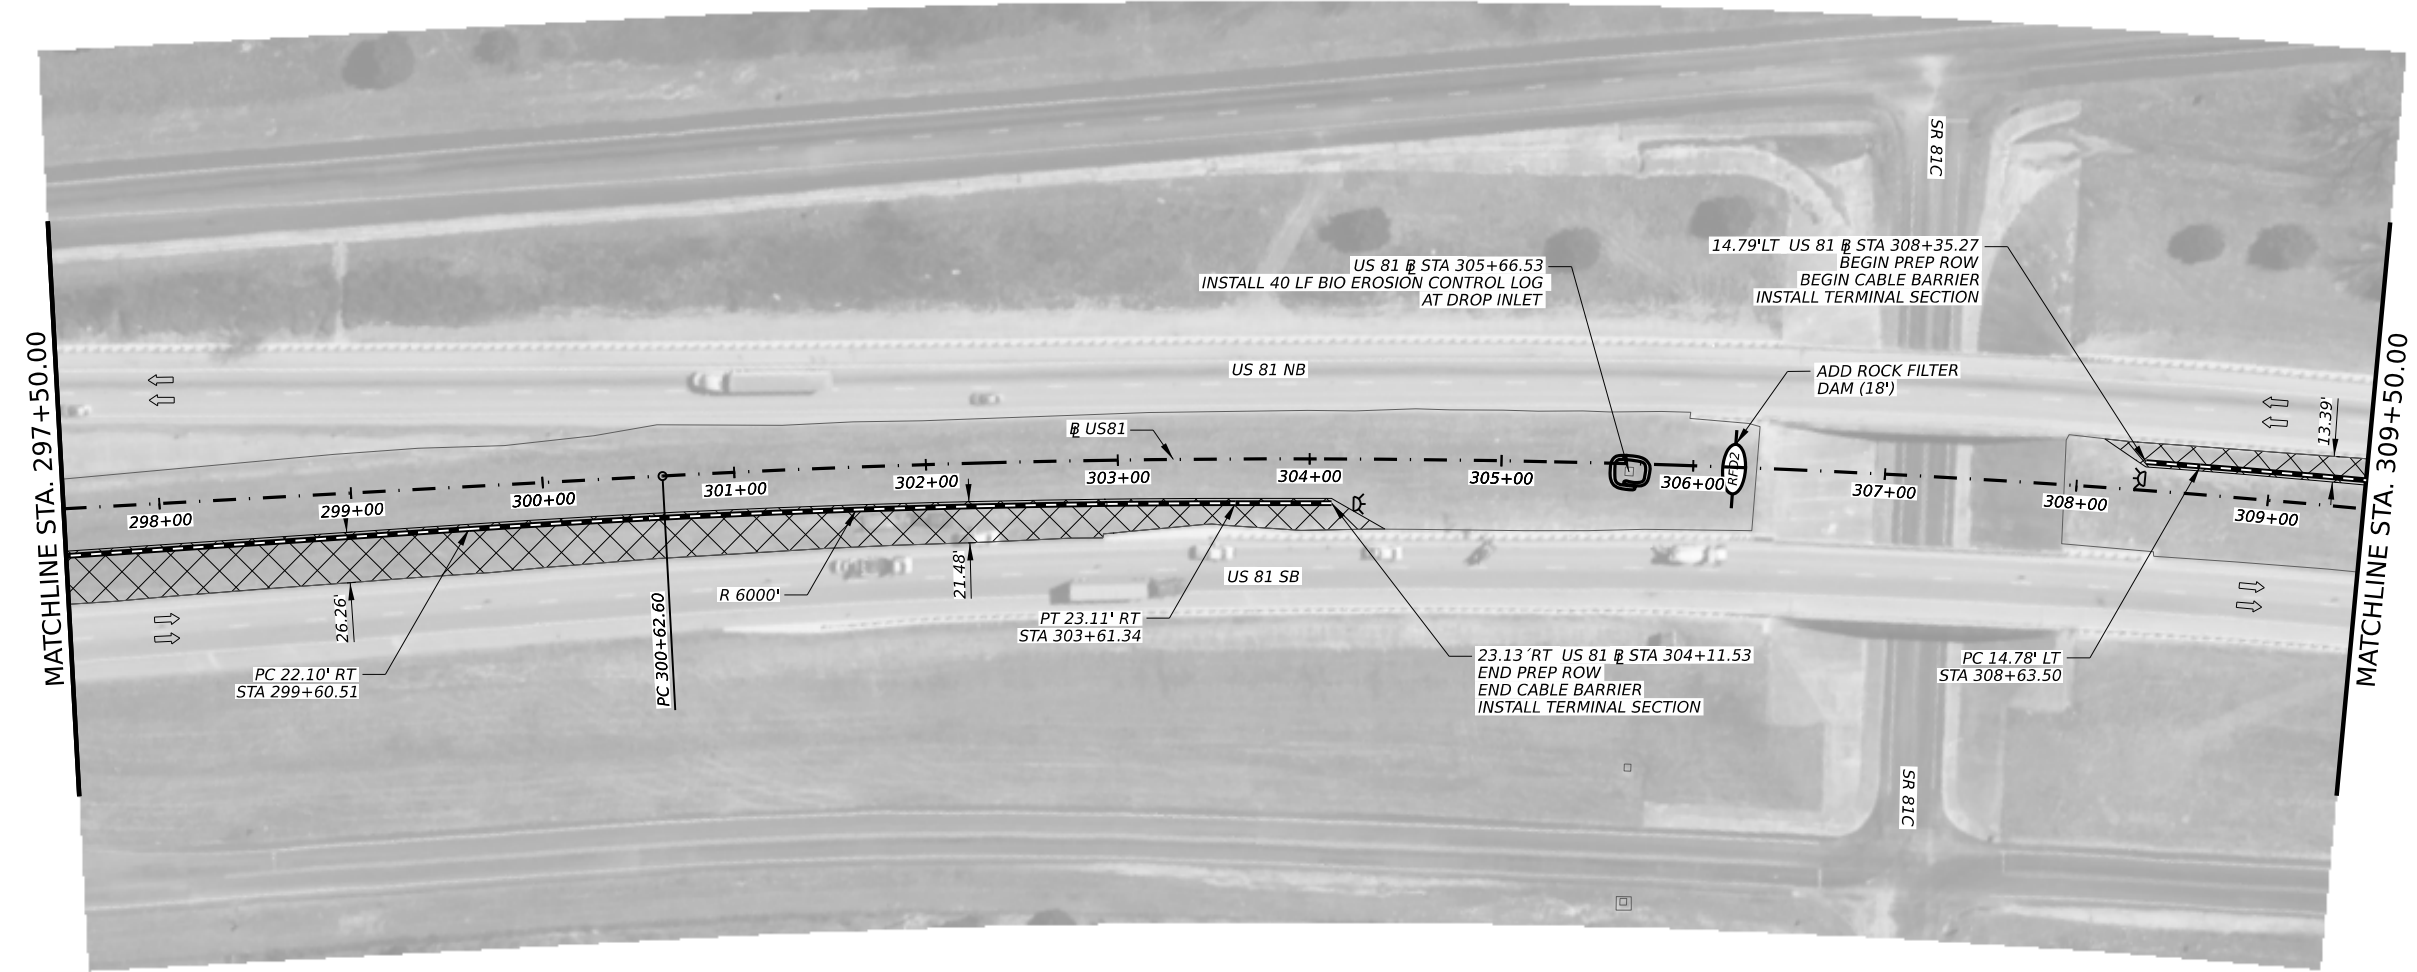 MATCHLINE STA. 297+50.00
SR 81C
14.79'LT US 81 ℄ STA 308+35.27
BEGIN PREP ROW
BEGIN CABLE BARRIER
INSTALL TERMINAL SECTION
US 81 ℄ STA 305+66.53
INSTALL 40 LF BIO EROSION CONTROL LOG
AT DROP INLET
US 81 NB
ADD ROCK FILTER
DAM (18')
13.39'
℄ US81
298+00
299+00
300+00
301+00
302+00
303+00
304+00
305+00
306+00
RFD2
307+00
308+00
309+00
US 81 SB
26.26'
21.48'
R 6000'
PC 300+62.60
PT 23.11' RT
STA 303+61.34
PC 22.10' RT
STA 299+60.51
23.13´RT US 81 ℄ STA 304+11.53
END PREP ROW
END CABLE BARRIER
INSTALL TERMINAL SECTION
PC 14.78' LT
STA 308+63.50
SR 81C
MATCHLINE STA. 309+50.00